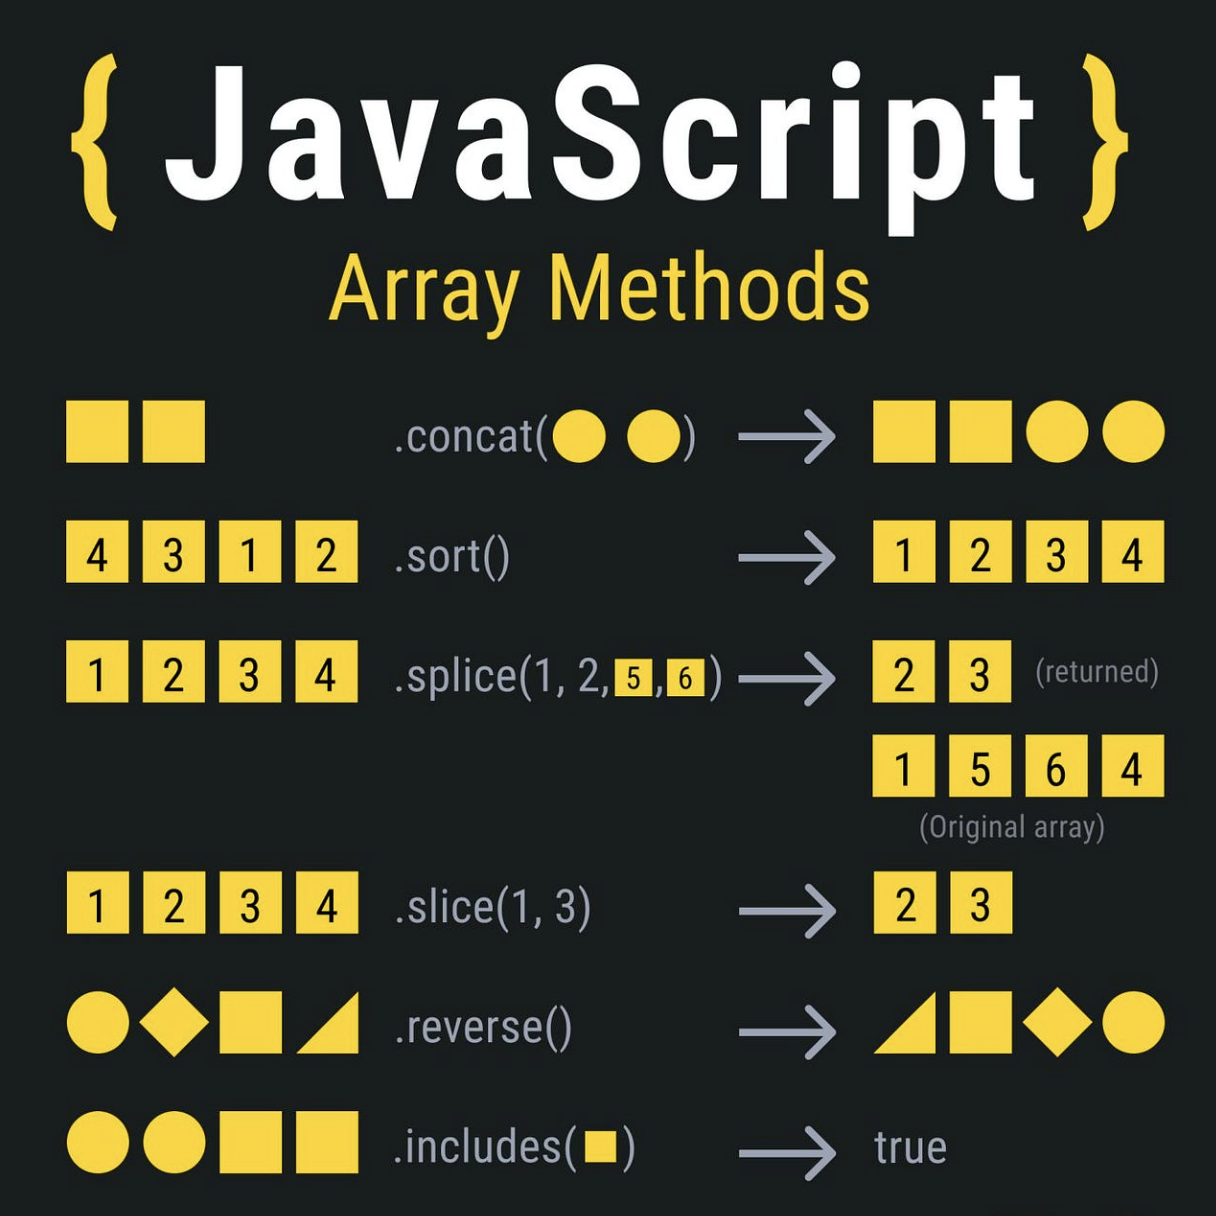 { JavaScript }
Array Methods
.concat( )
4 3 1 2 .sort() 1 2 3 4
1 2 3 4 .splice(1, 2, 5 , 6 ) 2 3 (returned)
1 5 6 4
(Original array)
1 2 3 4 .slice(1, 3) 2 3
.reverse()
.includes( ) true